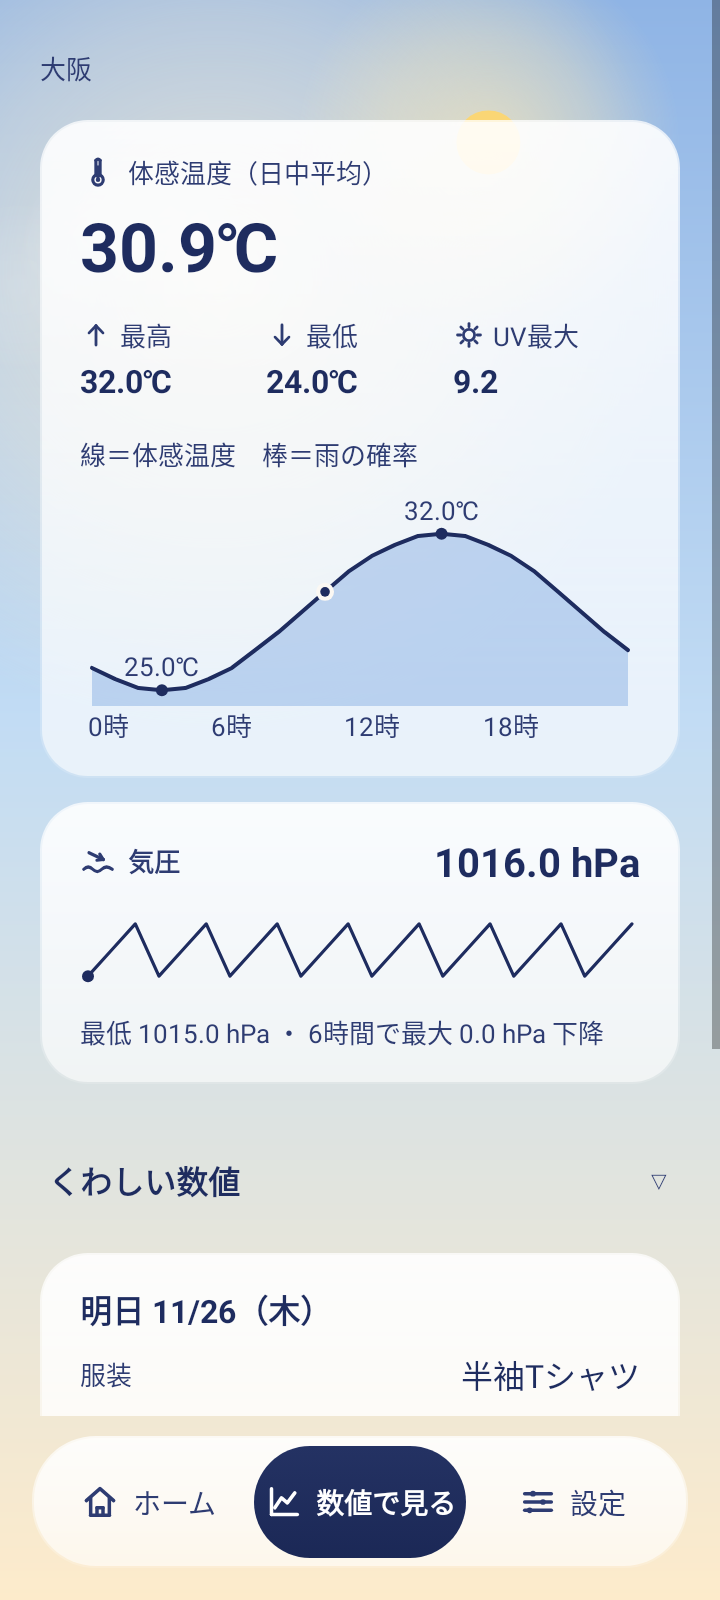 大阪
体感温度（日中平均）
30.9℃
最高 最低 UV最大
32.0℃ 24.0℃ 9.2
線＝体感温度　棒＝雨の確率
32.0℃
25.0℃
0時 6時 12時 18時
気圧 1016.0 hPa
最低 1015.0 hPa ・ 6時間で最大 0.0 hPa 下降
くわしい数値 ▽
明日 11/26（木）
服装 半袖Tシャツ
ホーム 数値で見る 設定